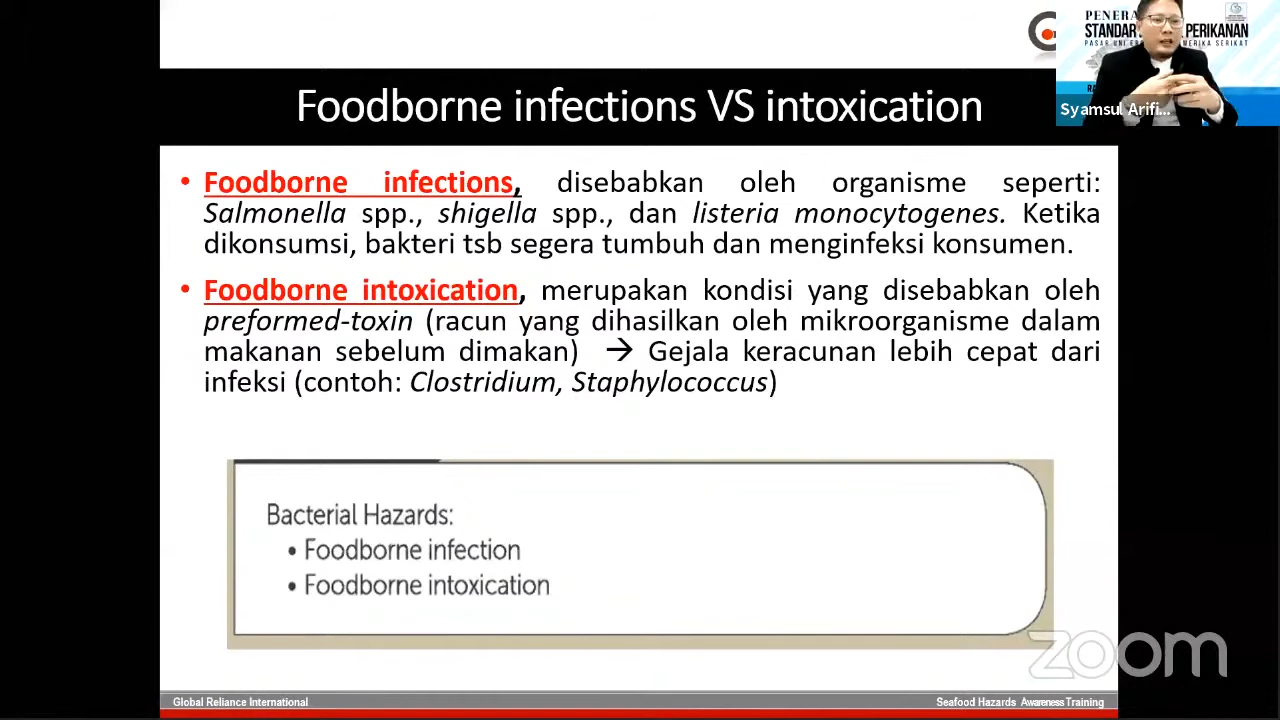 PENERA
STANDAR PERIKANAN
PASAR UNI ER MERIKA SERIKAT
Syamsul Arifi...
Foodborne infections VS intoxication
• Foodborne infections, disebabkan oleh organisme seperti:
Salmonella spp., shigella spp., dan listeria monocytogenes. Ketika
dikonsumsi, bakteri tsb segera tumbuh dan menginfeksi konsumen.
• Foodborne intoxication, merupakan kondisi yang disebabkan oleh
preformed-toxin (racun yang dihasilkan oleh mikroorganisme dalam
makanan sebelum dimakan) → Gejala keracunan lebih cepat dari
infeksi (contoh: Clostridium, Staphylococcus)
Bacterial Hazards:
• Foodborne infection
• Foodborne intoxication
zoom
Global Reliance International
Seafood Hazards Awareness Training